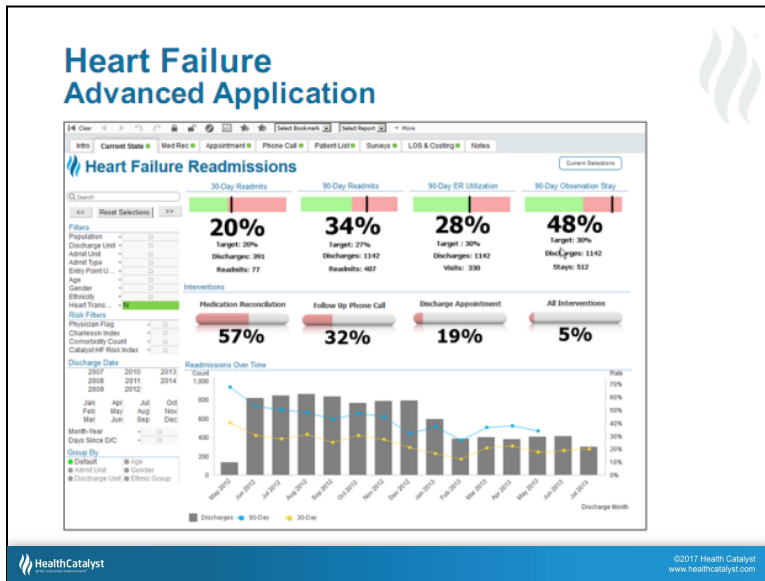 Heart Failure
Advanced Application
Clear
Select Bookmark
Select Report
More
Intro
Current State
Med Rec
Appointment
Phone Call
Patient List
Surveys
LOS & Costing
Notes
Heart Failure Readmissions
Current Selections
Search
<<
Reset Selections
>>
Filters
Population
Discharge Unit
Admit Unit
Admit Type
Entry Point U...
Age
Gender
Ethnicity
Heart Trans... N
Risk Filters
Physician Flag
Charleson Index
Comorbidity Count
Catalyst HF Risk Index
Discharge Date
2007 2010 2013
2008 2011 2014
2009 2012
Jan Apr Jul Oct
Feb May Aug Nov
Mar Jun Sep Dec
Month-Year
Days Since D/C
Group By
Default Age
Admit Unit Gender
Discharge Unit Ethnic Group
30-Day Readmits
20%
Target: 20%
Discharges: 391
Readmits: 77
90-Day Readmits
34%
Target: 27%
Discharges: 1142
Readmits: 407
90-Day ER Utilization
28%
Target : 30%
Discharges: 1142
Visits: 330
90-Day Observation Stay
48%
Target: 30%
Discharges: 1142
Stays: 512
Interventions
Medication Reconcilation
57%
Follow Up Phone Call
32%
Discharge Appointment
19%
All Interventions
5%
Readmissions Over Time
Count
1,000
800
600
400
200
0
Rate
70%
60%
50%
40%
30%
20%
10%
0%
May 2012
Jun 2012
Jul 2012
Aug 2012
Sep 2012
Oct 2012
Nov 2012
Dec 2012
Jan 2013
Feb 2013
Mar 2013
Apr 2013
May 2013
Jun 2013
Jul 2013
Discharge Month
Discharges 90-Day 30-Day
HealthCatalyst
©2017 Health Catalyst
www.healthcatalyst.com